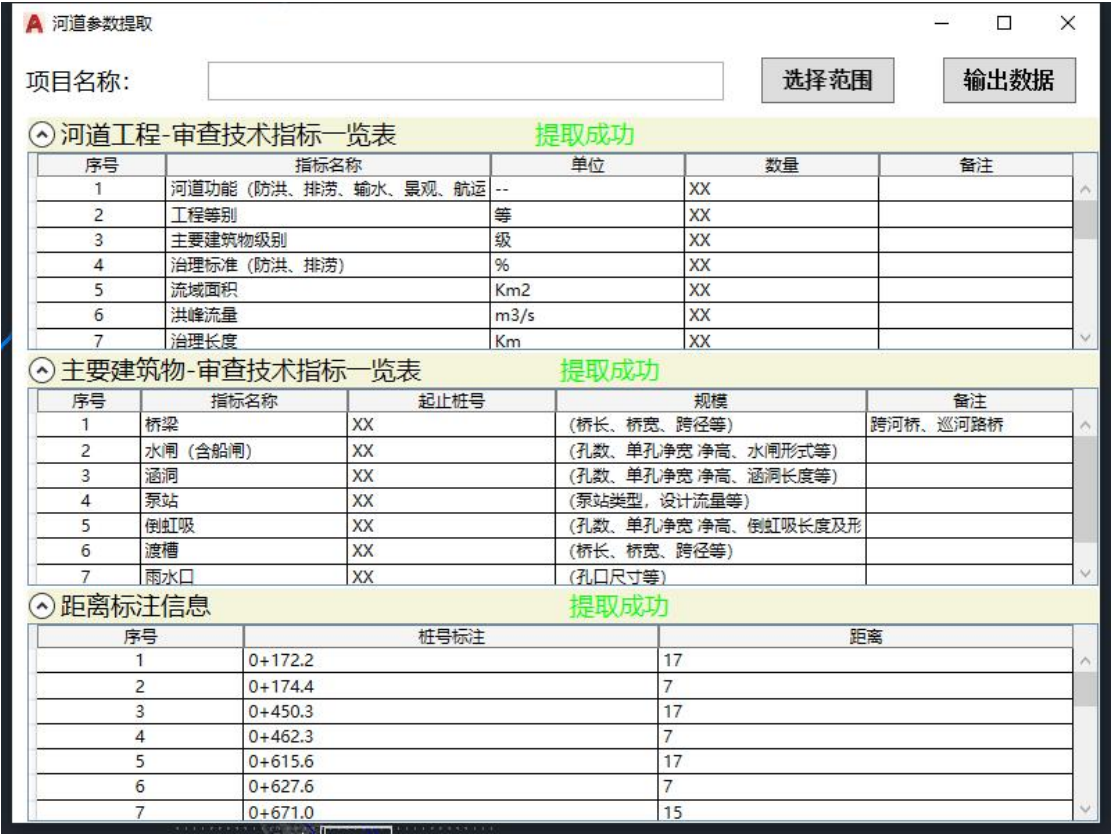 河道参数提取
项目名称: 选择范围 输出数据
河道工程-审查技术指标一览表 提取成功
序号 指标名称 单位 数量 备注
1 河道功能（防洪、排涝、输水、景观、航运 -- XX
2 工程等别 等 XX
3 主要建筑物级别 级 XX
4 治理标准（防洪、排涝） % XX
5 流域面积 Km2 XX
6 洪峰流量 m3/s XX
7 治理长度 Km XX
主要建筑物-审查技术指标一览表 提取成功
序号 指标名称 起止桩号 规模 备注
1 桥梁 XX (桥长、桥宽、跨径等) 跨河桥、巡河路桥
2 水闸（含船闸） XX (孔数、单孔净宽 净高、水闸形式等)
3 涵洞 XX (孔数、单孔净宽 净高、涵洞长度等)
4 泵站 XX (泵站类型，设计流量等)
5 倒虹吸 XX (孔数、单孔净宽 净高、倒虹吸长度及形
6 渡槽 XX (桥长、桥宽、跨径等)
7 雨水口 XX (孔口尺寸等)
距离标注信息 提取成功
序号 桩号标注 距离
1 0+172.2 17
2 0+174.4 7
3 0+450.3 17
4 0+462.3 7
5 0+615.6 17
6 0+627.6 7
7 0+671.0 15